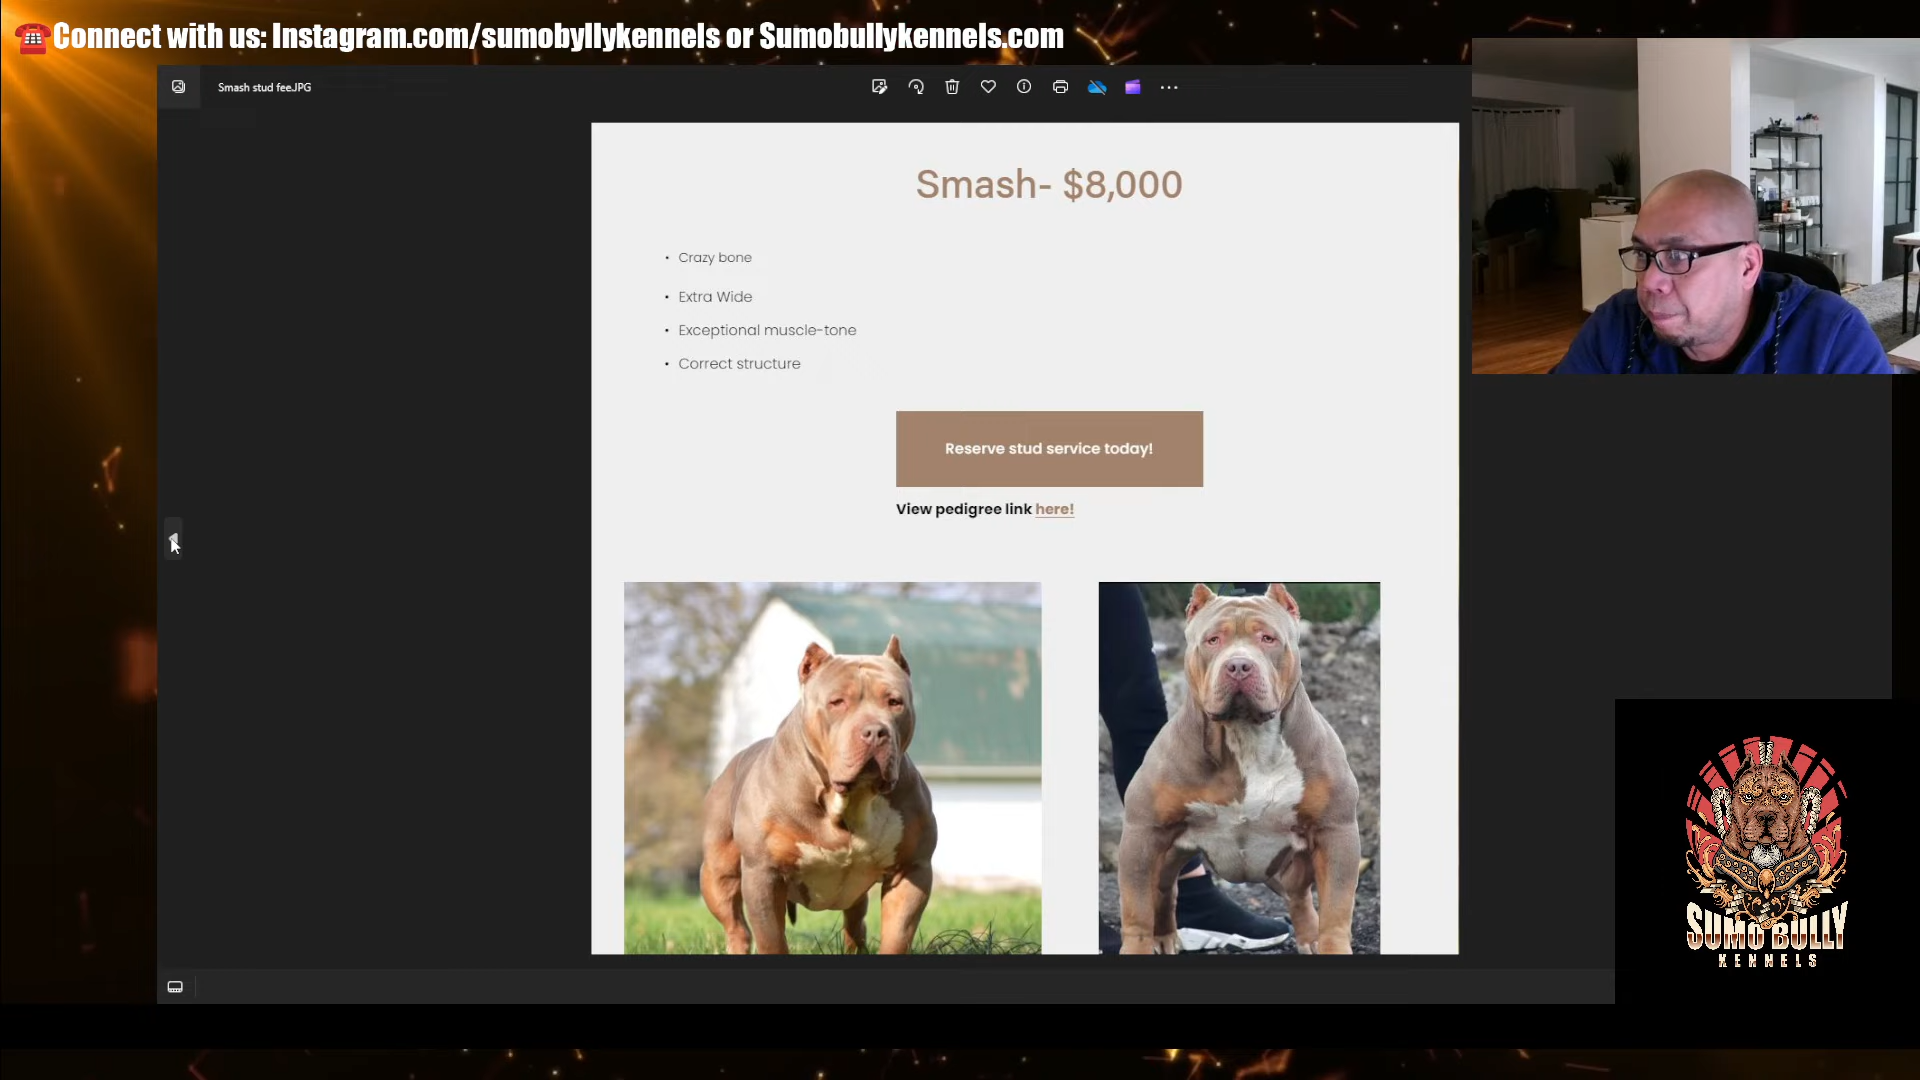 ☎Connect with us: Instagram.com/sumobyllykennels or Sumobullykennels.com
Smash stud fee.JPG
Smash- $8,000
• Crazy bone
• Extra Wide
• Exceptional muscle-tone
• Correct structure
Reserve stud service today!
View pedigree link here!
SUMO BULLY
KENNELS